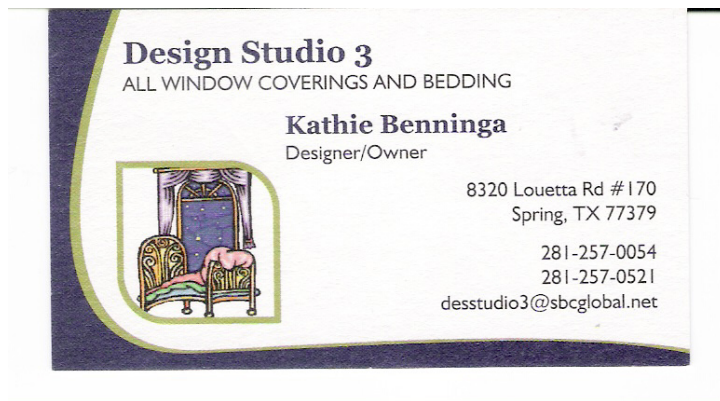 Design Studio 3
ALL WINDOW COVERINGS AND BEDDING
Kathie Benninga
Designer/Owner
8320 Louetta Rd #170
Spring, TX 77379
281-257-0054
281-257-0521
desstudio3@sbcglobal.net